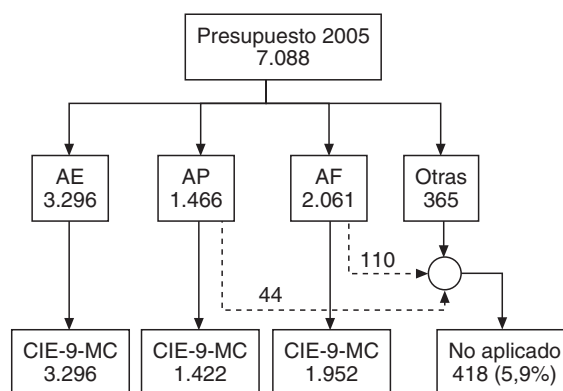 Presupuesto 2005
7.088
AE
3.296
AP
1.466
AF
2.061
Otras
365
110
44
CIE-9-MC
3.296
CIE-9-MC
1.422
CIE-9-MC
1.952
No aplicado
418 (5,9%)